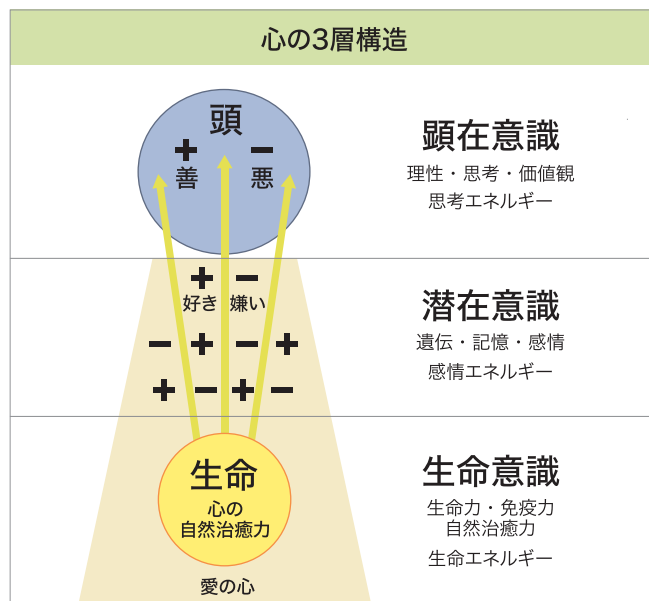 心の3層構造
頭
+ −
善 悪
顕在意識
理性・思考・価値観
思考エネルギー
+ −
好き 嫌い
− + − +
+ − + −
潜在意識
遺伝・記憶・感情
感情エネルギー
生命
心の
自然治癒力
愛の心
生命意識
生命力・免疫力
自然治癒力
生命エネルギー